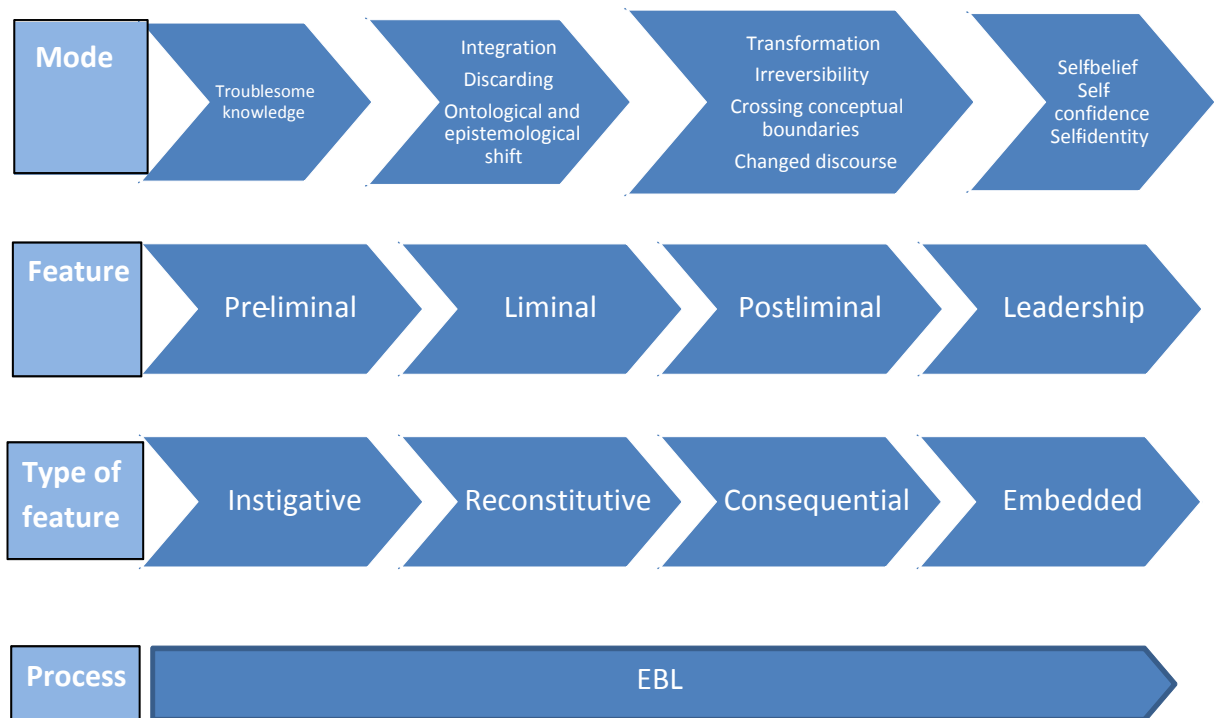 Mode
Troublesome
knowledge
Integration
Discarding
Ontological and
epistemological
shift
Transformation
Irreversibility
Crossing conceptual
boundaries
Changed discourse
Selfbelief
Self
confidence
Selfidentity
Feature
Preliminal
Liminal
Postliminal
Leadership
Type of
feature
Instigative
Reconstitutive
Consequential
Embedded
Process
EBL